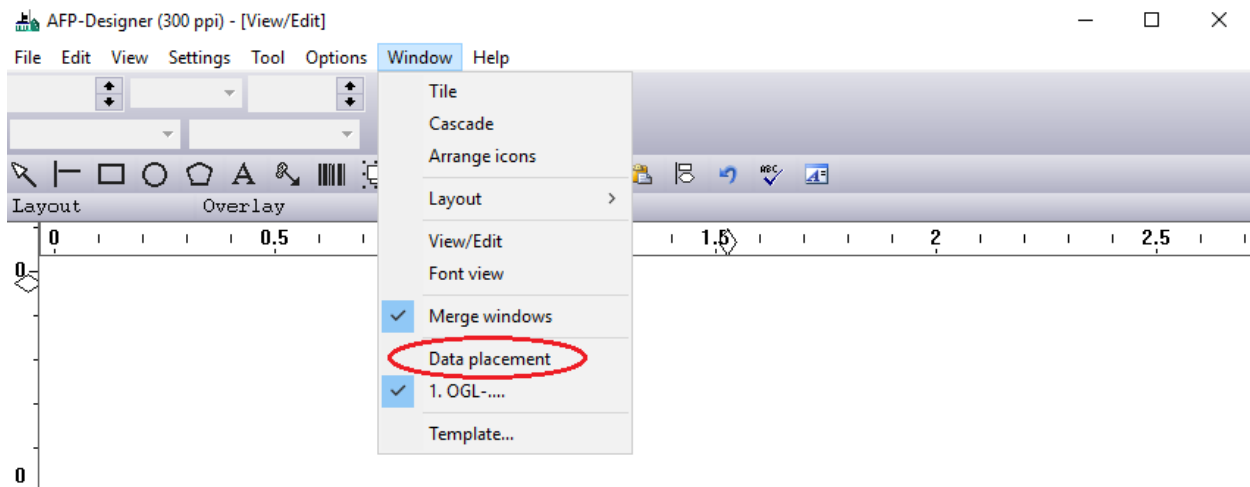 AFP-Designer (300 ppi) - [View/Edit]
File Edit View Settings Tool Options Window Help
Tile
Cascade
Arrange icons
A ABC A
Layout Overlay
Layout
0 0.5 1.5 2 2.5
View/Edit
Font view
0
Merge windows
Data placement
1. OGL-....
Template...
0